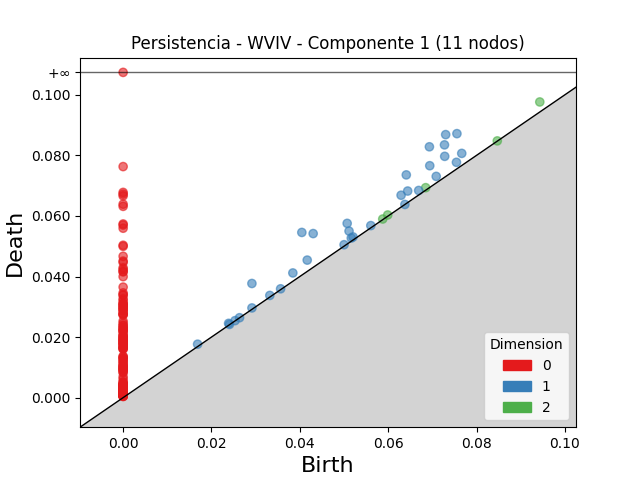 Persistencia - WVIV - Componente 1 (11 nodos)
+∞
0.100
0.080
0.060
0.040
0.020
0.000
Death
Dimension
0
1
2
0.00 0.02 0.04 0.06 0.08 0.10
Birth